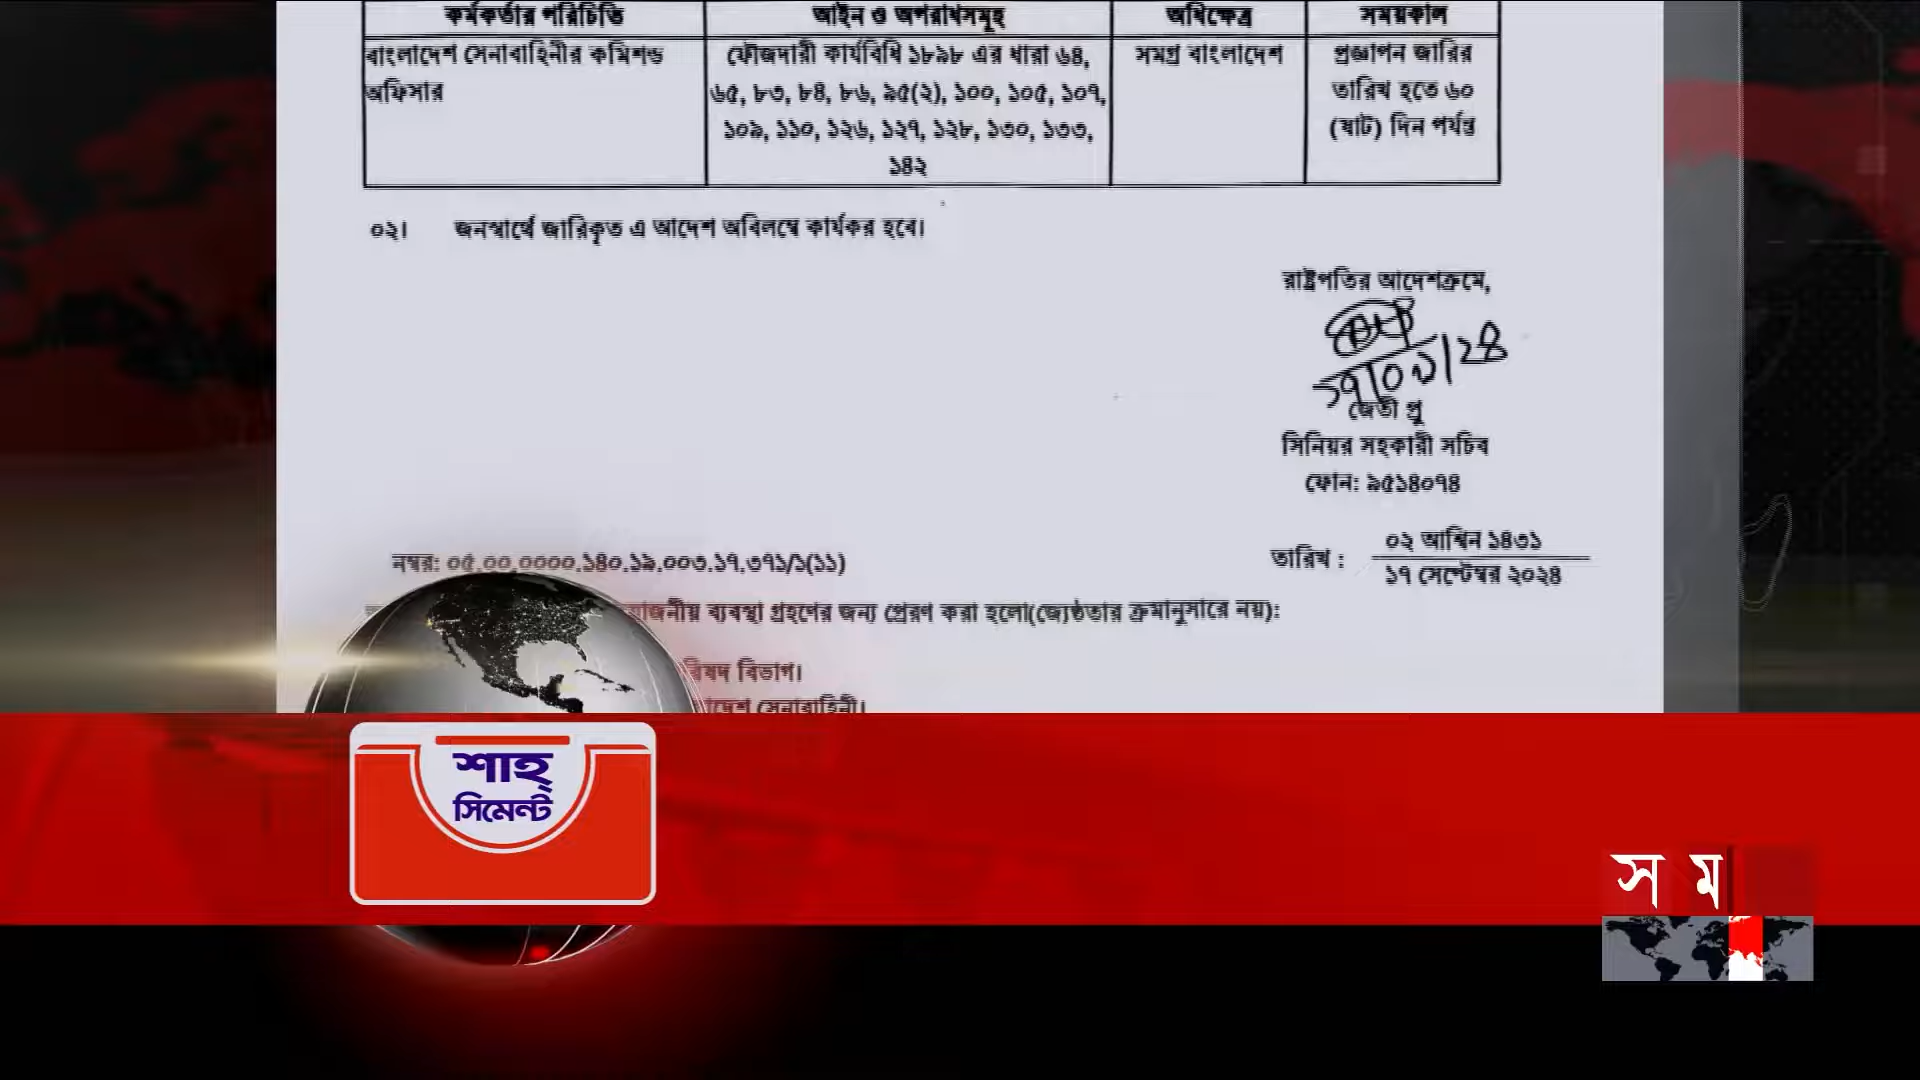 কর্মকর্তার পরিচিতি	আইন ও অপরাধসমূহ	অধিক্ষেত্র	সময়কাল
বাংলাদেশ সেনাবাহিনীর কমিশন্ড	ফৌজদারী কার্যবিধি ১৮৯৮ এর ধারা ৬৪,	সমগ্র বাংলাদেশ	প্রজ্ঞাপন জারির
অফিসার	৬৫, ৮৩, ৮৪, ৮৬, ৯৫(২), ১০০, ১০৫, ১০৭,	তারিখ হতে ৬০
১০৯, ১১০, ১২৬, ১২৭, ১২৮, ১৩০, ১৩৩,	(ষাট) দিন পর্যন্ত
১৪২
০২। জনস্বার্থে জারিকৃত এ আদেশ অবিলম্বে কার্যকর হবে।
রাষ্ট্রপতির আদেশক্রমে,
১৭/০৯/২৪
জেতী প্রু
সিনিয়র সহকারী সচিব
ফোন: ৯৫১৪০৭৪
নম্বর: ০৫.০০.০০০০.১৪০.১৯.০০৩.১৭.৩৭১/১(১১)
তারিখ :
০২ আশ্বিন ১৪৩১
১৭ সেপ্টেম্বর ২০২৪
ব্যবস্থা গ্রহণের জন্য প্রেরণ করা হলো(জ্যেষ্ঠতার ক্রমানুসারে নয়):
বিভাগ।
সেনাবাহিনী।
শাহ্
সিমেন্ট
সম